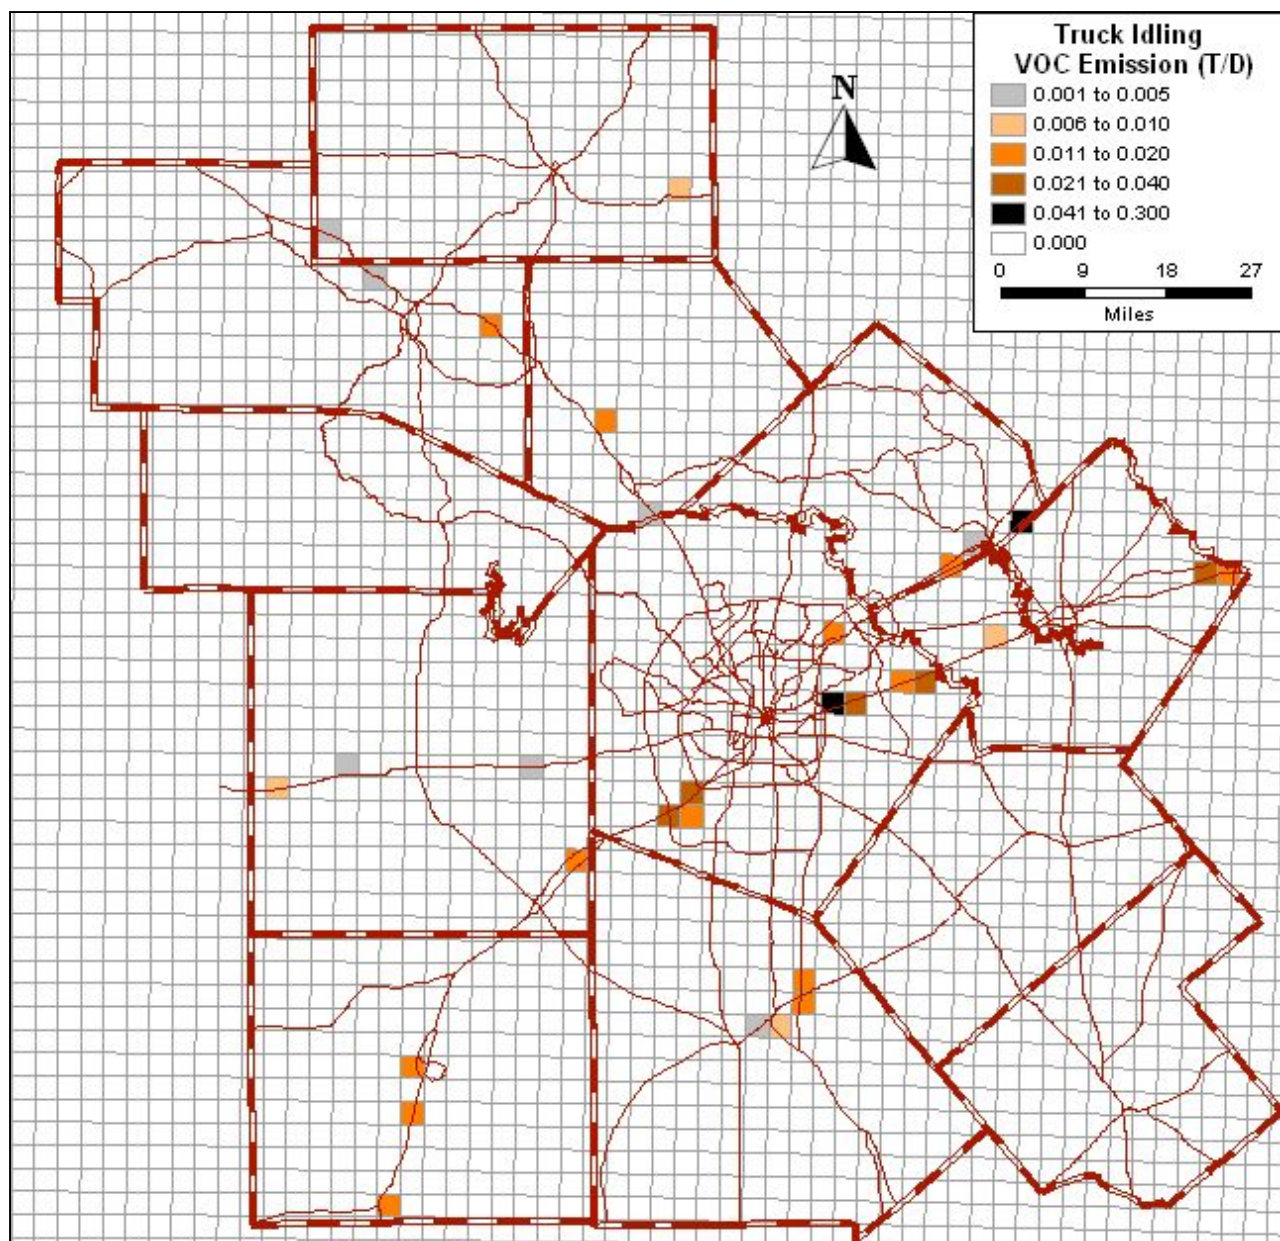 Truck Idling
VOC Emission (T/D)
0.001 to 0.005
0.006 to 0.010
0.011 to 0.020
0.021 to 0.040
0.041 to 0.300
0.000
0 9 18 27
Miles
N